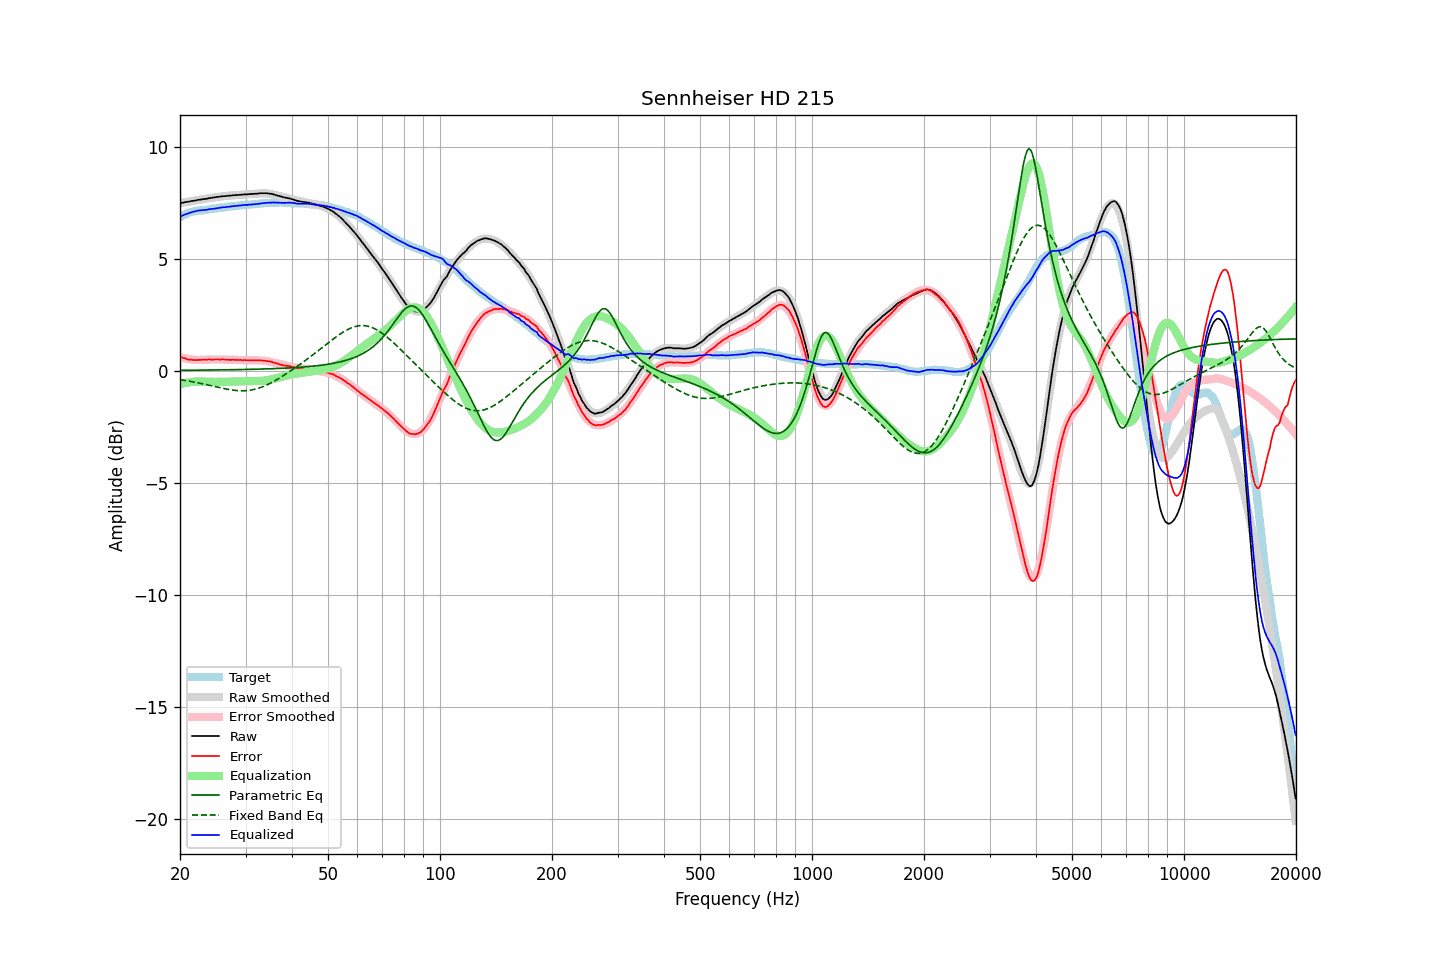 Sennheiser HD 215
10
5
0
−5
−10
−15
−20
Amplitude (dBr)
Target
Raw Smoothed
Error Smoothed
Raw
Error
Equalization
Parametric Eq
Fixed Band Eq
Equalized
20 50 100 200 500 1000 2000 5000 10000 20000
Frequency (Hz)